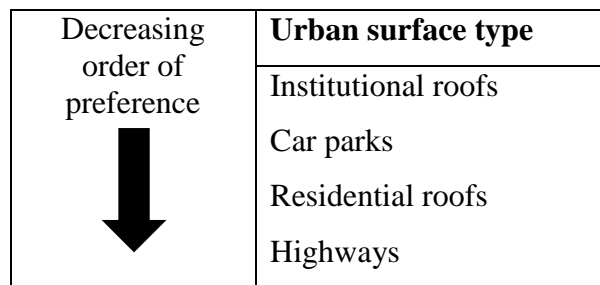 Decreasing
order of
preference
Urban surface type
Institutional roofs
Car parks
Residential roofs
Highways